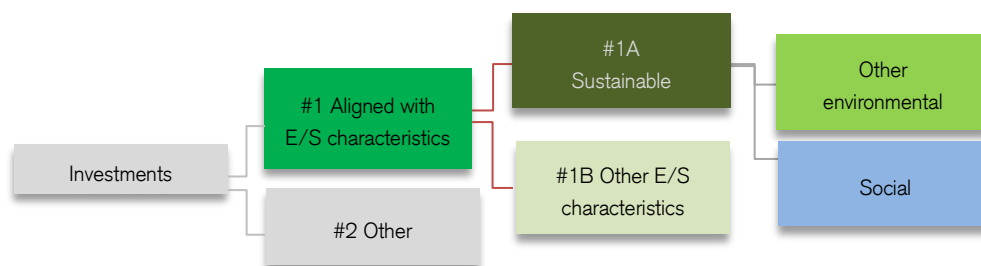 Investments
#1 Aligned with
E/S characteristics
#2 Other
#1A
Sustainable
#1B Other E/S
characteristics
Other
environmental
Social